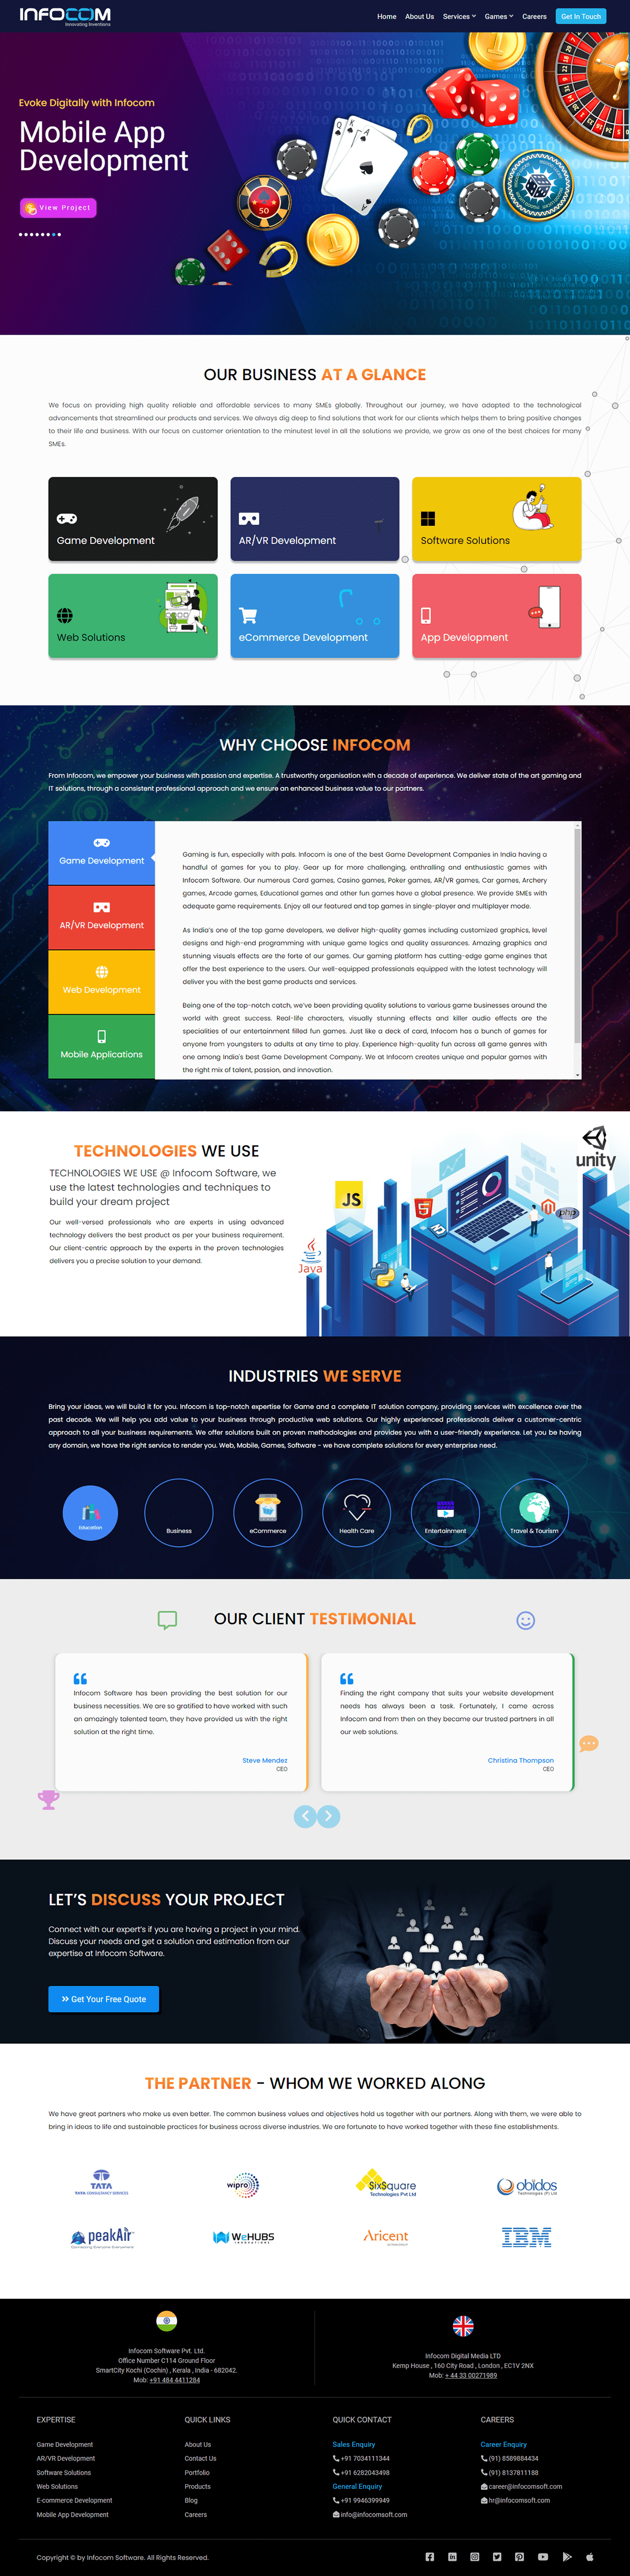 INFOCOM
Innovating Inventions
Home About Us Services Games Careers Get In Touch
Evoke Digitally with Infocom
Mobile App
Development
View Project
OUR BUSINESS AT A GLANCE
We focus on providing high quality reliable and affordable services to many SMEs globally. Throughout our journey, we have adapted to the technological
advancements that streamlined our products and services. We always dig deep to find solutions that work for our clients which helps them to bring positive changes
to their life and business. With our focus on customer orientation to the minutest level in all the solutions we provide, we grow as one of the best choices for many
SMEs.
Game Development
AR/VR Development
Software Solutions
Web Solutions
eCommerce Development
App Development
WHY CHOOSE INFOCOM
From Infocom, we empower your business with passion and expertise. A trustworthy organisation with a decade of experience. We deliver state of the art gaming and
IT solutions, through a consistent professional approach and we ensure an enhanced business value to our partners.
Game Development
AR/VR Development
Web Development
Mobile Applications
Gaming is fun, especially with pals. Infocom is one of the best Game Development Companies in India having a
handful of games for you to play. Gear up for more challenging, enthralling and enthusiastic games with
Infocom Software. Our numerous Card games, Casino games, Poker games, AR/VR games, Car games, Archery
games, Arcade games, Educational games and other fun games have a global presence. We provide SMEs with
adequate game requirements. Enjoy all our featured and top games in single-player and multiplayer mode.
As India's one of the top game developers, we deliver high-quality games including customized graphics, level
designs and high-end programming with unique game logics and quality assurances. Amazing graphics and
stunning visuals effects are the forte of our games. Our gaming platform has cutting-edge game engines that
offer the best experience to the users. Our well-equipped professionals equipped with the latest technology will
deliver you with the best game products and services.
Being one of the top-notch catch, we've been providing quality solutions to various game businesses around the
world with great success. Real-life characters, visually stunning effects and killer audio effects are the
specialities of our entertainment filled fun games. Just like a deck of card, Infocom has a bunch of games for
anyone from youngsters to adults at any time to play. Experience high-quality fun across all game genres with
one among India's best Game Development Company. We at Infocom creates unique and popular games with
the right mix of talent, passion, and innovation.
TECHNOLOGIES WE USE
TECHNOLOGIES WE USE @ Infocom Software, we
use the latest technologies and techniques to
build your dream project
Our well-versed professionals who are experts in using advanced
technology delivers the best product as per your business requirement.
Our client-centric approach by the experts in the proven technologies
delivers you a precise solution to your demand.
unity
JS
php
Java
INDUSTRIES WE SERVE
Bring your ideas, we will build it for you. Infocom is top-notch expertise for Game and a complete IT solution company, providing services with excellence over the
past decade. We will help you add value to your business through productive web solutions. Our highly experienced professionals deliver a customer-centric
approach to all your business requirements. We offer solutions built on proven methodologies and provides you with a user-friendly experience. Let you be having
any domain, we have the right service to render you. Web, Mobile, Games, Software - we have complete solutions for every enterprise need.
Education
Business
eCommerce
Health Care
Entertainment
Travel & Tourism
OUR CLIENT TESTIMONIAL
Infocom Software has been providing the best solution for our
business necessities. We are so gratified to have worked with such
an amazingly talented team, they have provided us with the right
solution at the right time.
Steve Mendez
CEO
Finding the right company that suits your website development
needs has always been a task. Fortunately, I came across
Infocom and from then on they became our trusted partners in all
our web solutions.
Christina Thompson
CEO
LET'S DISCUSS YOUR PROJECT
Connect with our expert's if you are having a project in your mind.
Discuss your needs and get a solution and estimation from our
expertise at Infocom Software.
Get Your Free Quote
THE PARTNER - WHOM WE WORKED ALONG
We have great partners who make us even better. The common business values and objectives hold us together with our partners. Along with them, we were able to
bring in ideas to life and sustainable practices for business across diverse industries. We are fortunate to have worked together with these fine establishments.
TATA
TATA CONSULTANCY SERVICES
wipro
SixSquare
Technologies Pvt Ltd
obidos
Technologies (P) Ltd
peakAir
Connecting Everyone Everywhere
WEHUBS
INNOVATIONS
Aricent
IBM
Infocom Software Pvt. Ltd.
Office Number C114 Ground Floor
SmartCity Kochi (Cochin) , Kerala , India - 682042.
Mob: +91 484 4411284
Infocom Digital Media LTD
Kemp House , 160 City Road , London , EC1V 2NX
Mob: + 44 33 00271989
EXPERTISE
Game Development
AR/VR Development
Software Solutions
Web Solutions
E-commerce Development
Mobile App Development
QUICK LINKS
About Us
Contact Us
Portfolio
Products
Blog
Careers
QUICK CONTACT
Sales Enquiry
+91 7034111344
+91 6282043498
General Enquiry
+91 9946399949
info@infocomsoft.com
CAREERS
Career Enquiry
(91) 8589884434
(91) 8137811188
career@infocomsoft.com
hr@infocomsoft.com
Copyright © by Infocom Software. All Rights Reserved.